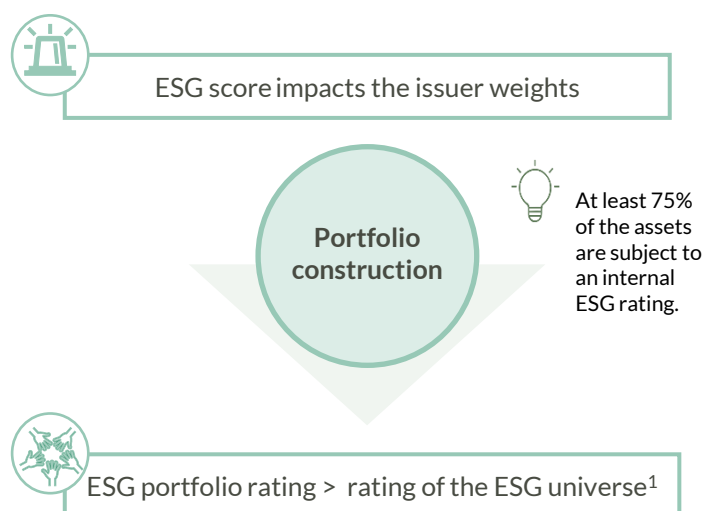 ESG score impacts the issuer weights
Portfolio
construction
At least 75%
of the assets
are subject to
an internal
ESG rating.
ESG portfolio rating > rating of the ESG universe¹